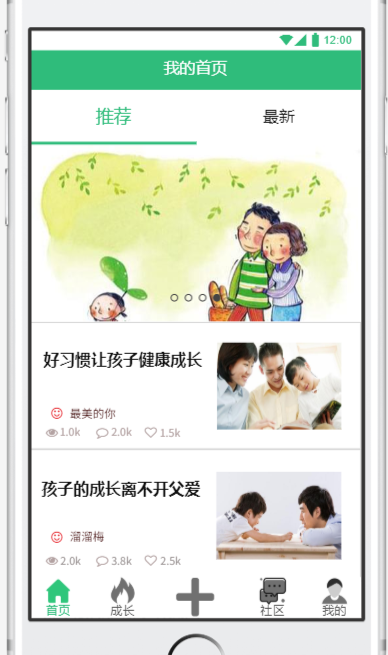 12:00
我的首页
推荐 最新
好习惯让孩子健康成长
最美的你
1.0k 2.0k 1.5k
孩子的成长离不开父爱
溜溜梅
2.0k 3.8k 2.5k
首页 成长 社区 我的